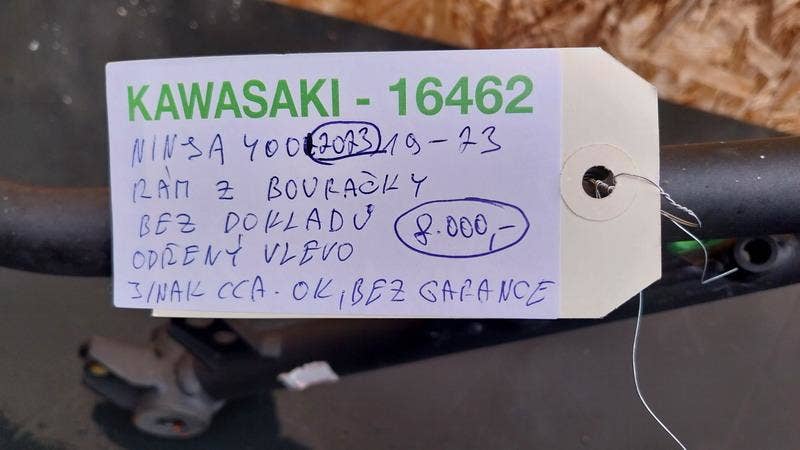 KAWASAKI - 16462
NINJA 400 2023 19-23
RÁM Z BOURAČKY
BEZ DOKLADŮ 8.000,-
ODŘENÝ VLEVO
JINAK CCA. OK, BEZ GARANCE